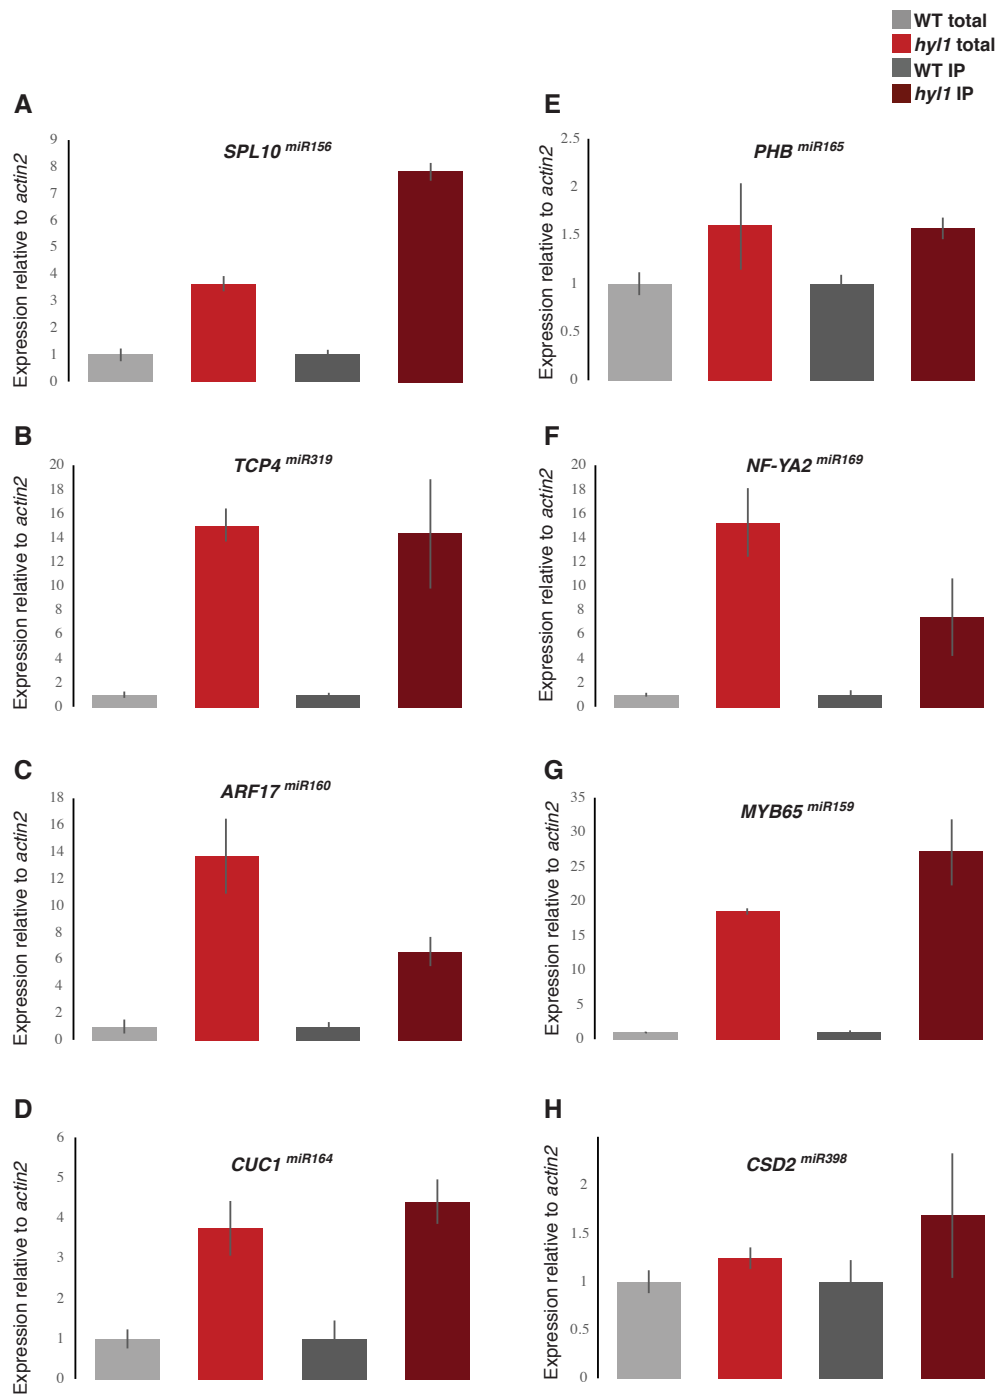 WT total
hyl1 total
WT IP
hyl1 IP
A
SPL10 miR156
Expression relative to actin2
9
8
7
6
5
4
3
2
1
0
B
TCP4 miR319
Expression relative to actin2
20
18
16
14
12
10
8
6
4
2
0
C
ARF17 miR160
Expression relative to actin2
18
16
14
12
10
8
6
4
2
0
D
CUC1 miR164
Expression relative to actin2
6
5
4
3
2
1
0
E
PHB miR165
Expression relative to actin2
2.5
2
1.5
1
0.5
0
F
NF-YA2 miR169
Expression relative to actin2
20
18
16
14
12
10
8
6
4
2
0
G
MYB65 miR159
Expression relative to actin2
35
30
25
20
15
10
5
0
H
CSD2 miR398
Expression relative to actin2
2
1.5
1
0.5
0